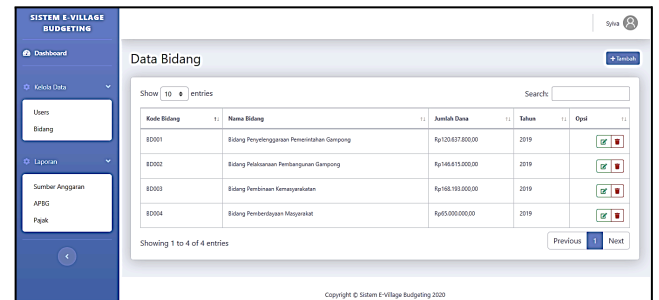 SISTEM E-VILLAGE
BUDGETING
Syiva
Dashboard
Data Bidang
+ Tambah
Kelola Data
Show 10 entries
Search:
Users
Bidang
Kode Bidang Nama Bidang Jumlah Dana Tahun Opsi
BD001 Bidang Penyelenggaraan Pemerintahan Gampong Rp120.637.800,00 2019
BD002 Bidang Pelaksanaan Pembangunan Gampong Rp146.615.000,00 2019
BD003 Bidang Pembinaan Kemasyarakatan Rp168.193.000,00 2019
BD004 Bidang Pemberdayaan Masyarakat Rp65.000.000,00 2019
Laporan
Sumber Anggaran
APBG
Pajak
Showing 1 to 4 of 4 entries
Previous 1 Next
Copyright © Sistem E-Village Budgeting 2020